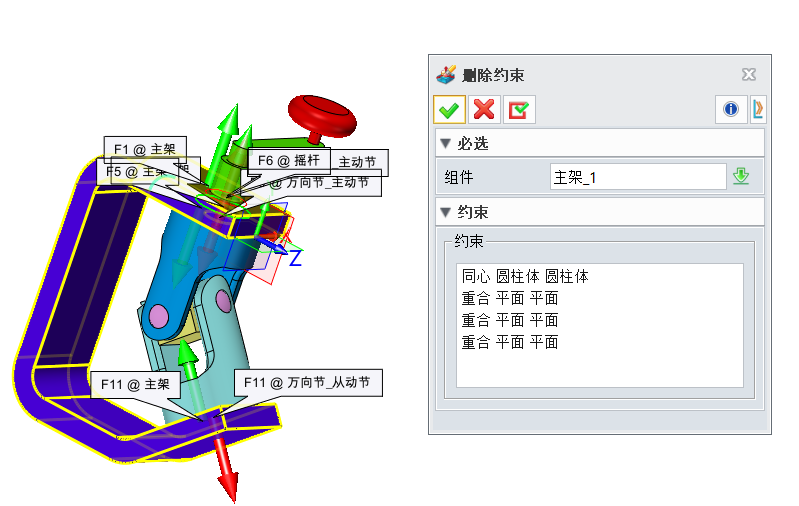 F1 @ 主架
F5 @ 主架
架
F6 @ 摇杆
_主动节
@ 万向节_主动节
Z
F11 @ 主架
F11 @ 万向节_从动节
删除约束
必选
组件
主架_1
约束
约束
同心 圆柱体 圆柱体
重合 平面 平面
重合 平面 平面
重合 平面 平面